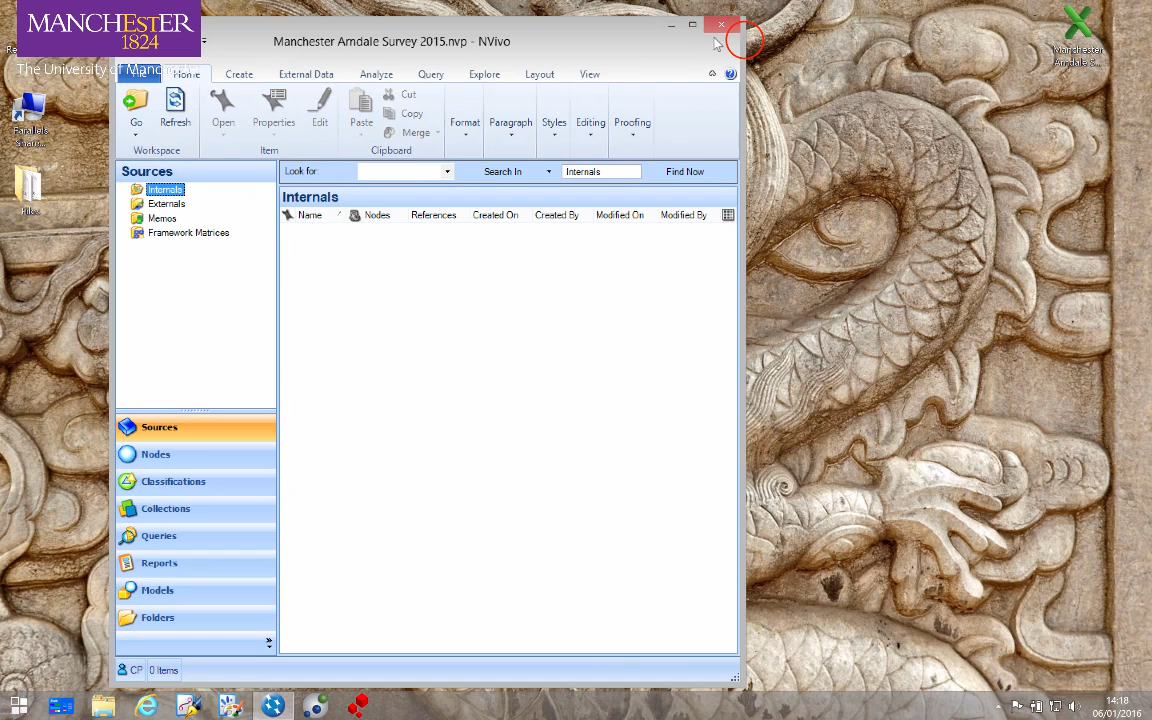 MANCHESTER
1824
The University of Manchester
Manchester Arndale Survey 2015.nvp - NVivo
Home Create External Data Analyze Query Explore Layout View
Go Refresh Open Properties Edit Paste Cut Copy Merge Format Paragraph Styles Editing Proofing
Workspace Item Clipboard
Sources
Look for: Search In Internals Find Now
Internals
Externals
Memos
Framework Matrices
Internals
Name Nodes References Created On Created By Modified On Modified By
Sources
Nodes
Classifications
Collections
Queries
Reports
Models
Folders
CP 0 Items
Parallels
Share...
Files
Manchester
Arndale S...
14:18
06/01/2016